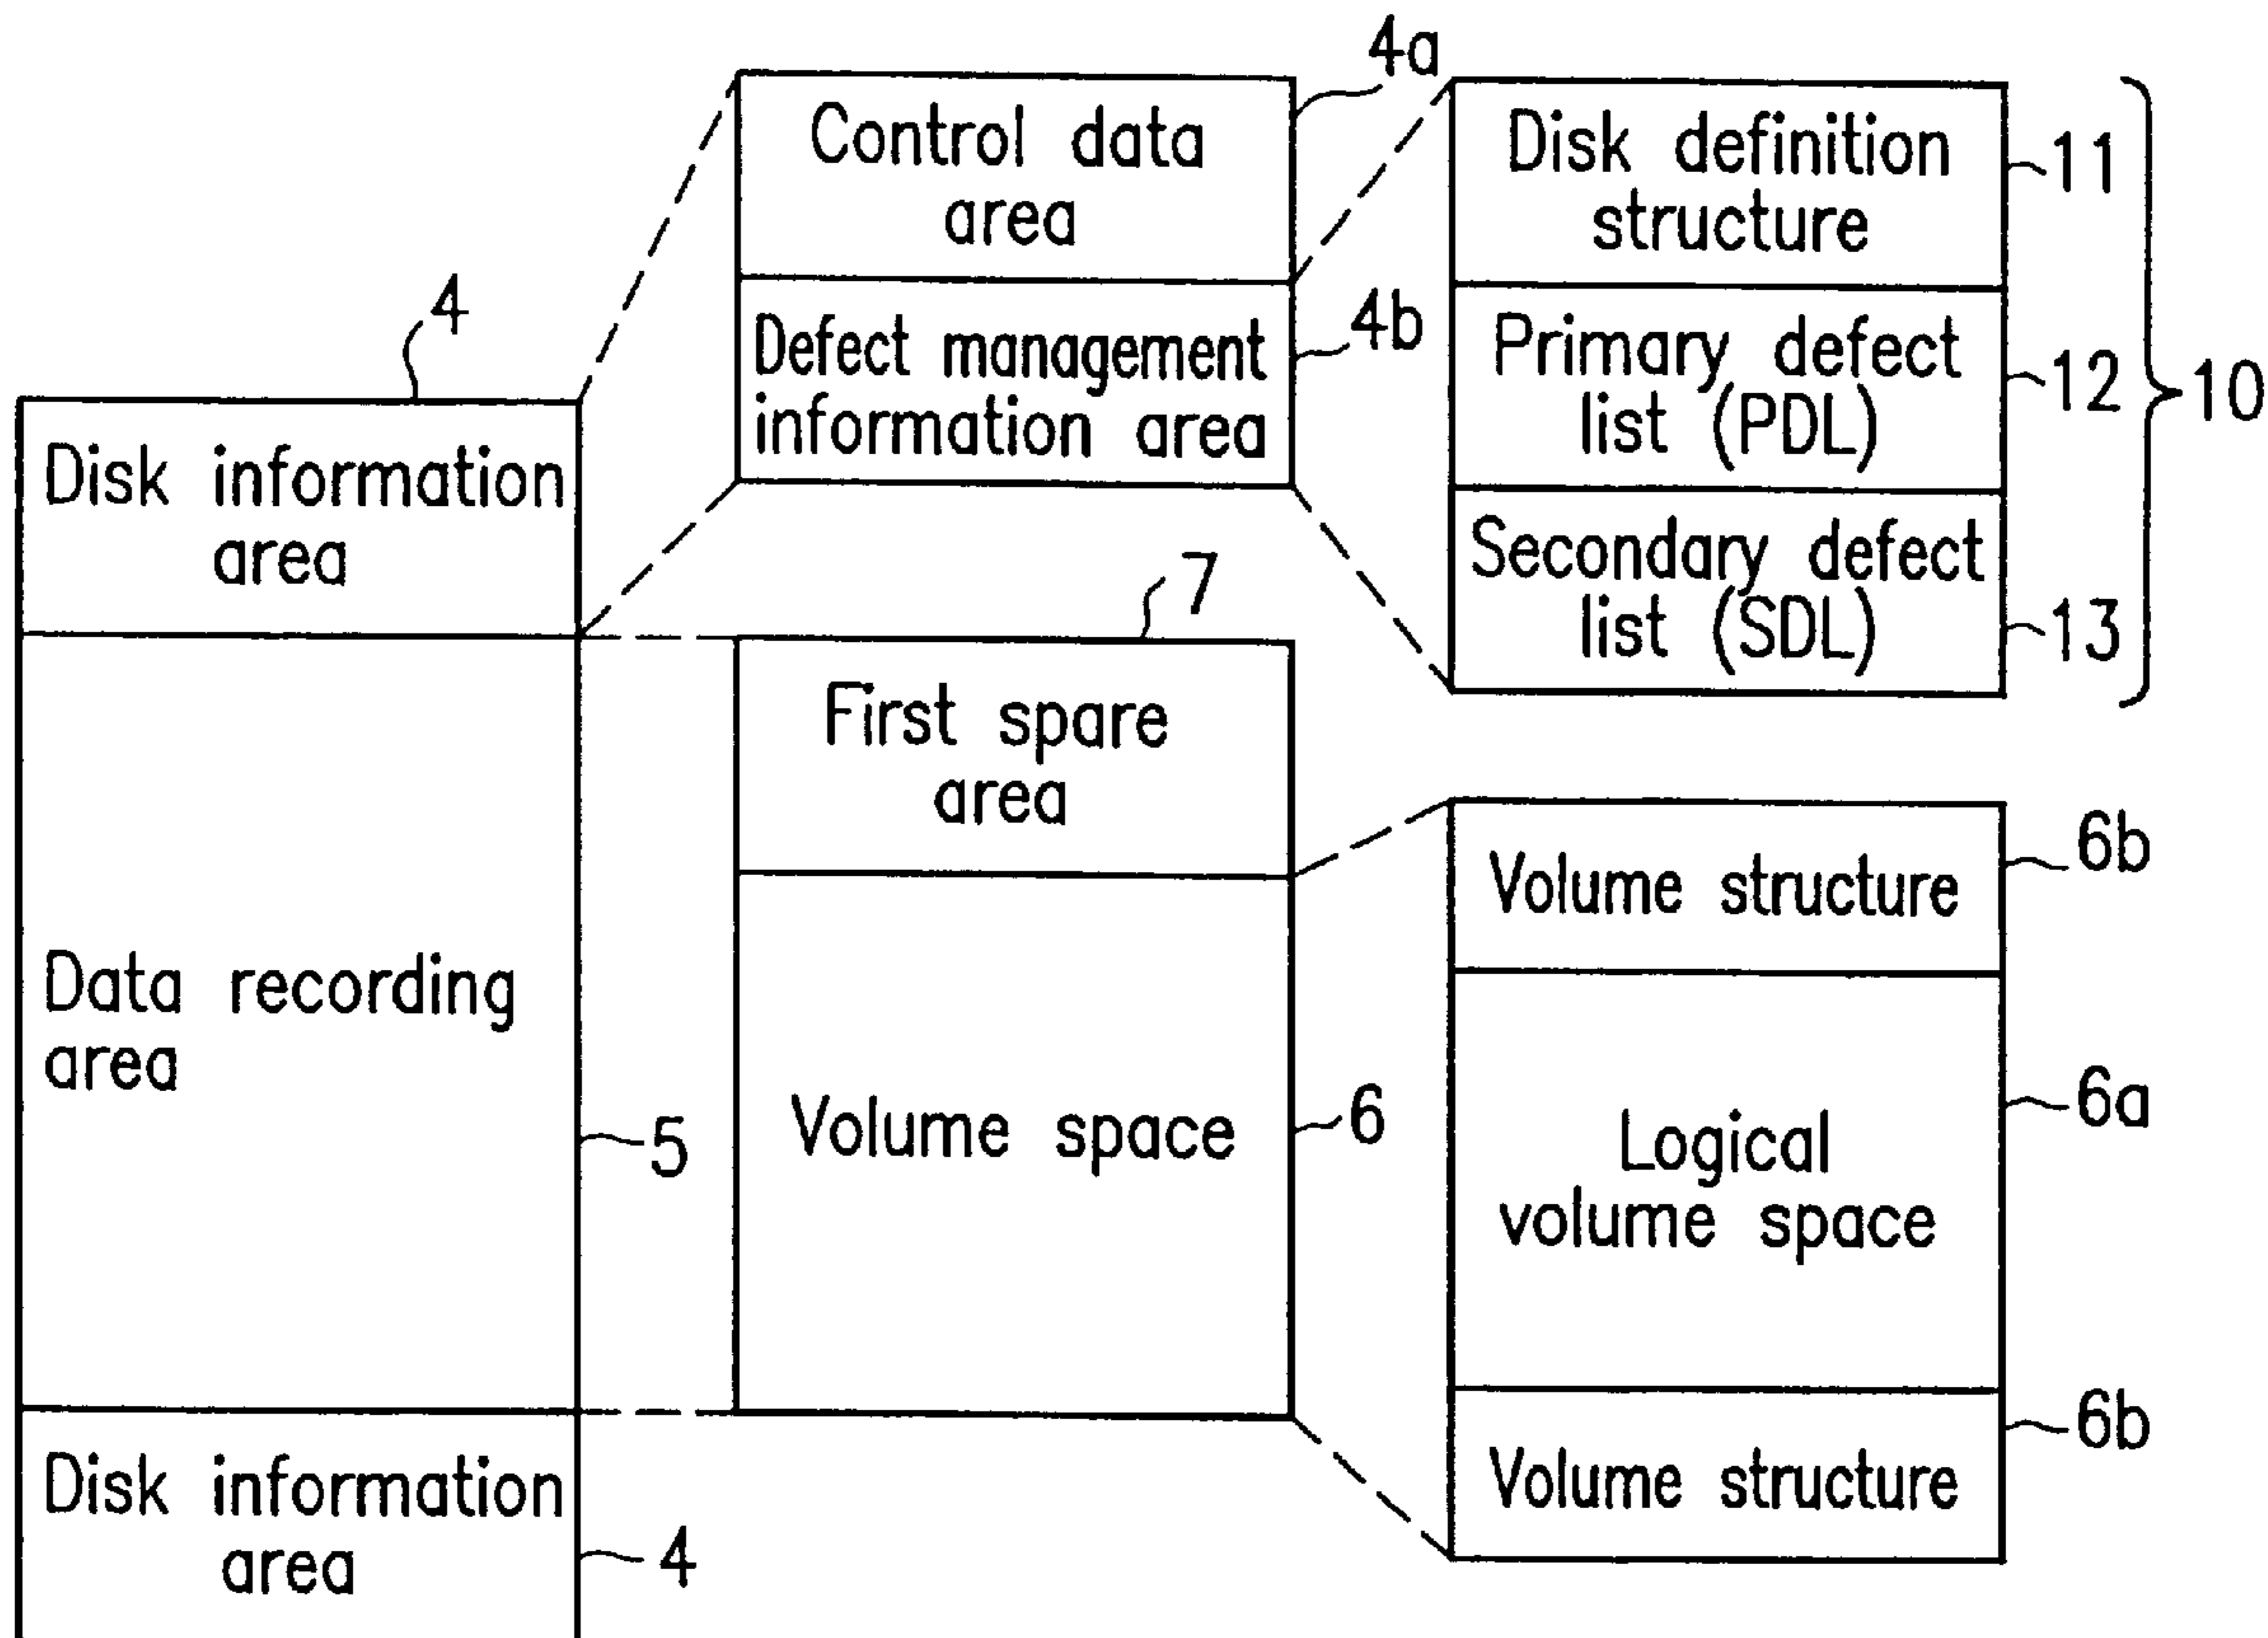 4
Disk information
area
Data recording
area
5
Disk information
area
4
4a
Control data
area
4b
Defect management
information area
7
First spare
area
Volume space
6
Disk definition
structure
11
Primary defect
list (PDL)
12
Secondary defect
list (SDL)
13
10
6b
Volume structure
6a
Logical
volume space
6b
Volume structure